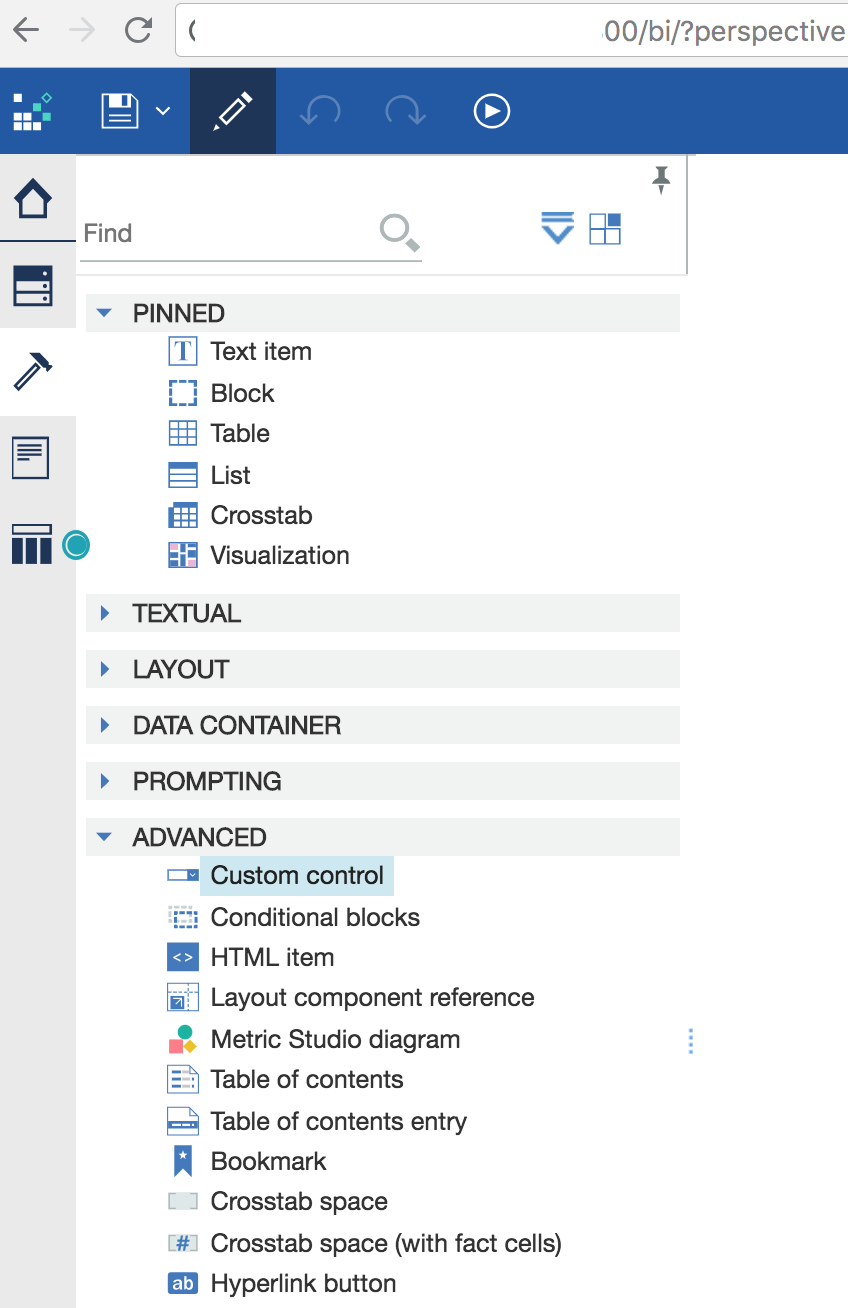 00/bi/?perspective
Find
PINNED
T Text item
Block
Table
List
Crosstab
Visualization
TEXTUAL
LAYOUT
DATA CONTAINER
PROMPTING
ADVANCED
Custom control
Conditional blocks
<> HTML item
Layout component reference
Metric Studio diagram
Table of contents
Table of contents entry
Bookmark
Crosstab space
# Crosstab space (with fact cells)
ab Hyperlink button